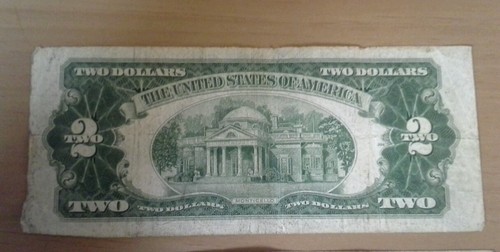 TWO DOLLARS TWO DOLLARS
THE UNITED STATES OF AMERICA
2 2
TWO TWO
MONTICELLO
TWO TWO DOLLARS TWO DOLLARS TWO